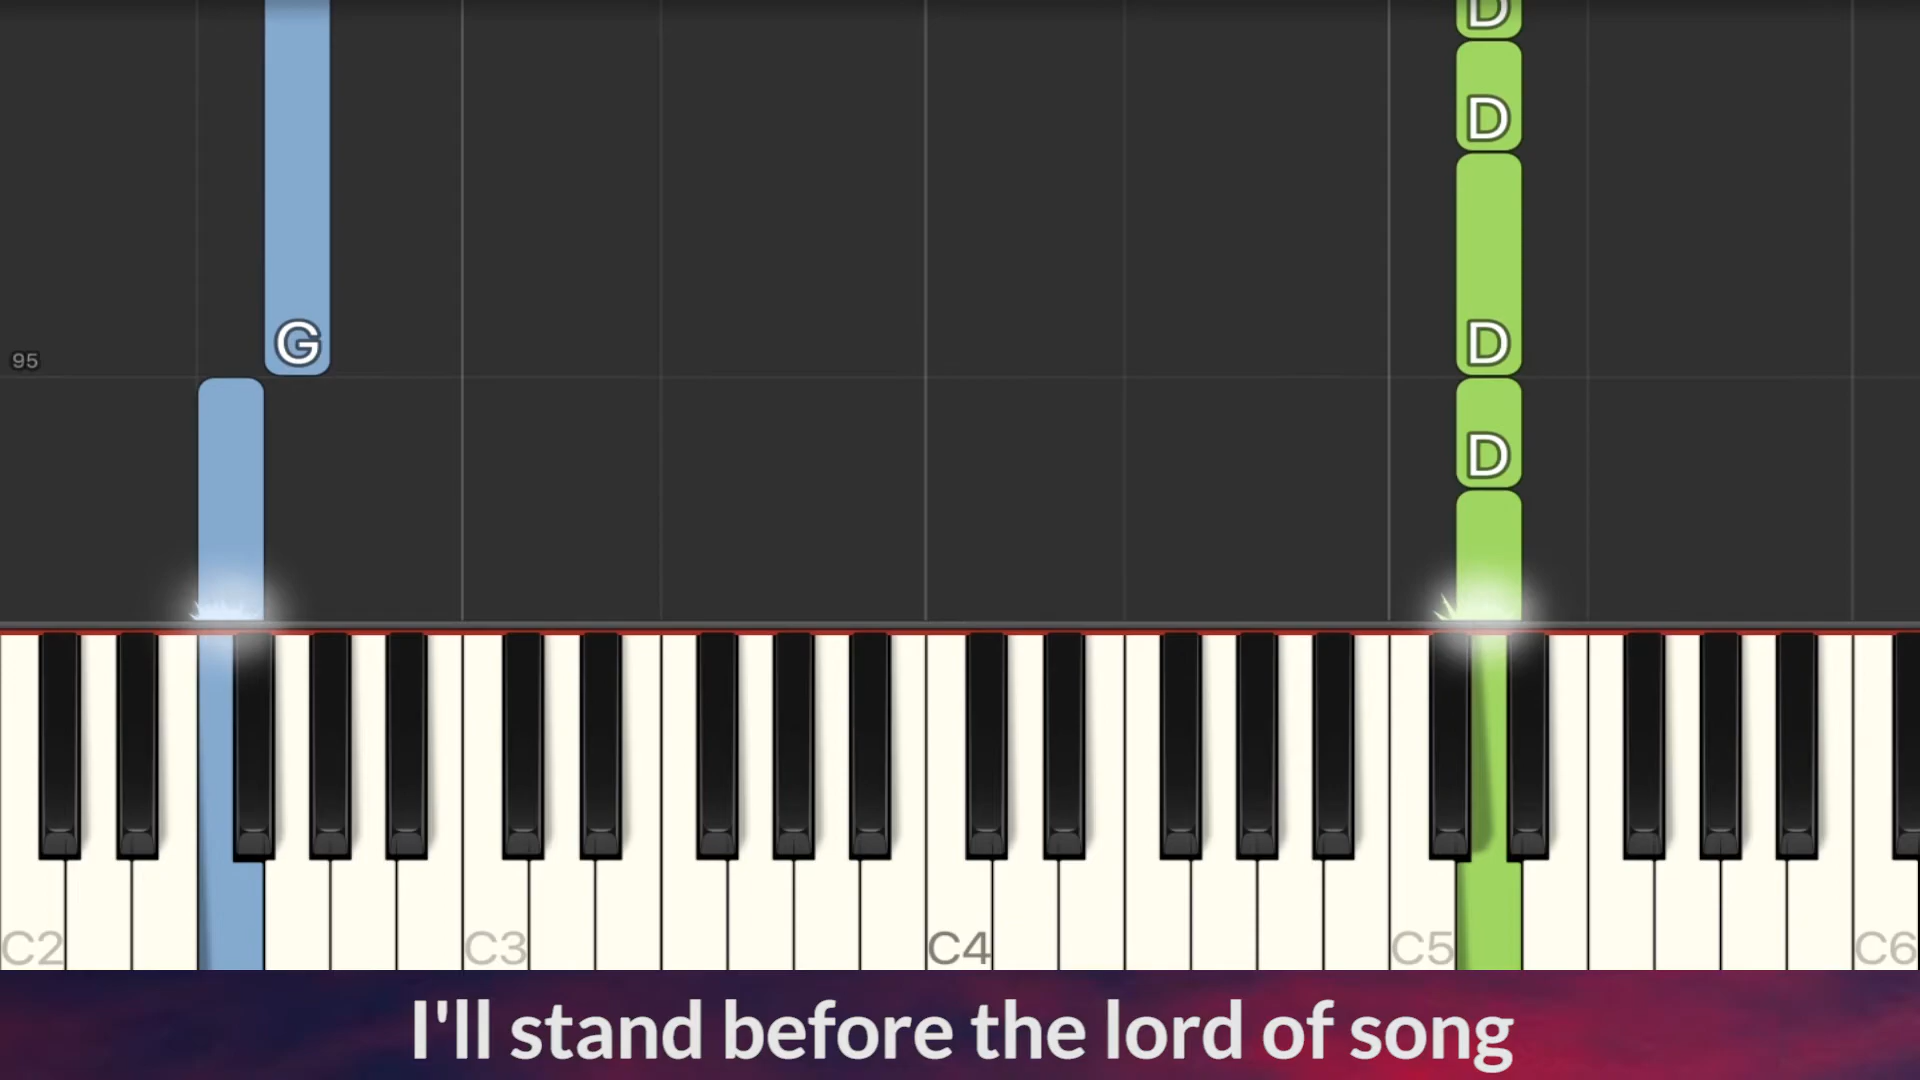 D
D
G
D
95
D
C2
C3
C4
C5
C6
I'll stand before the lord of song